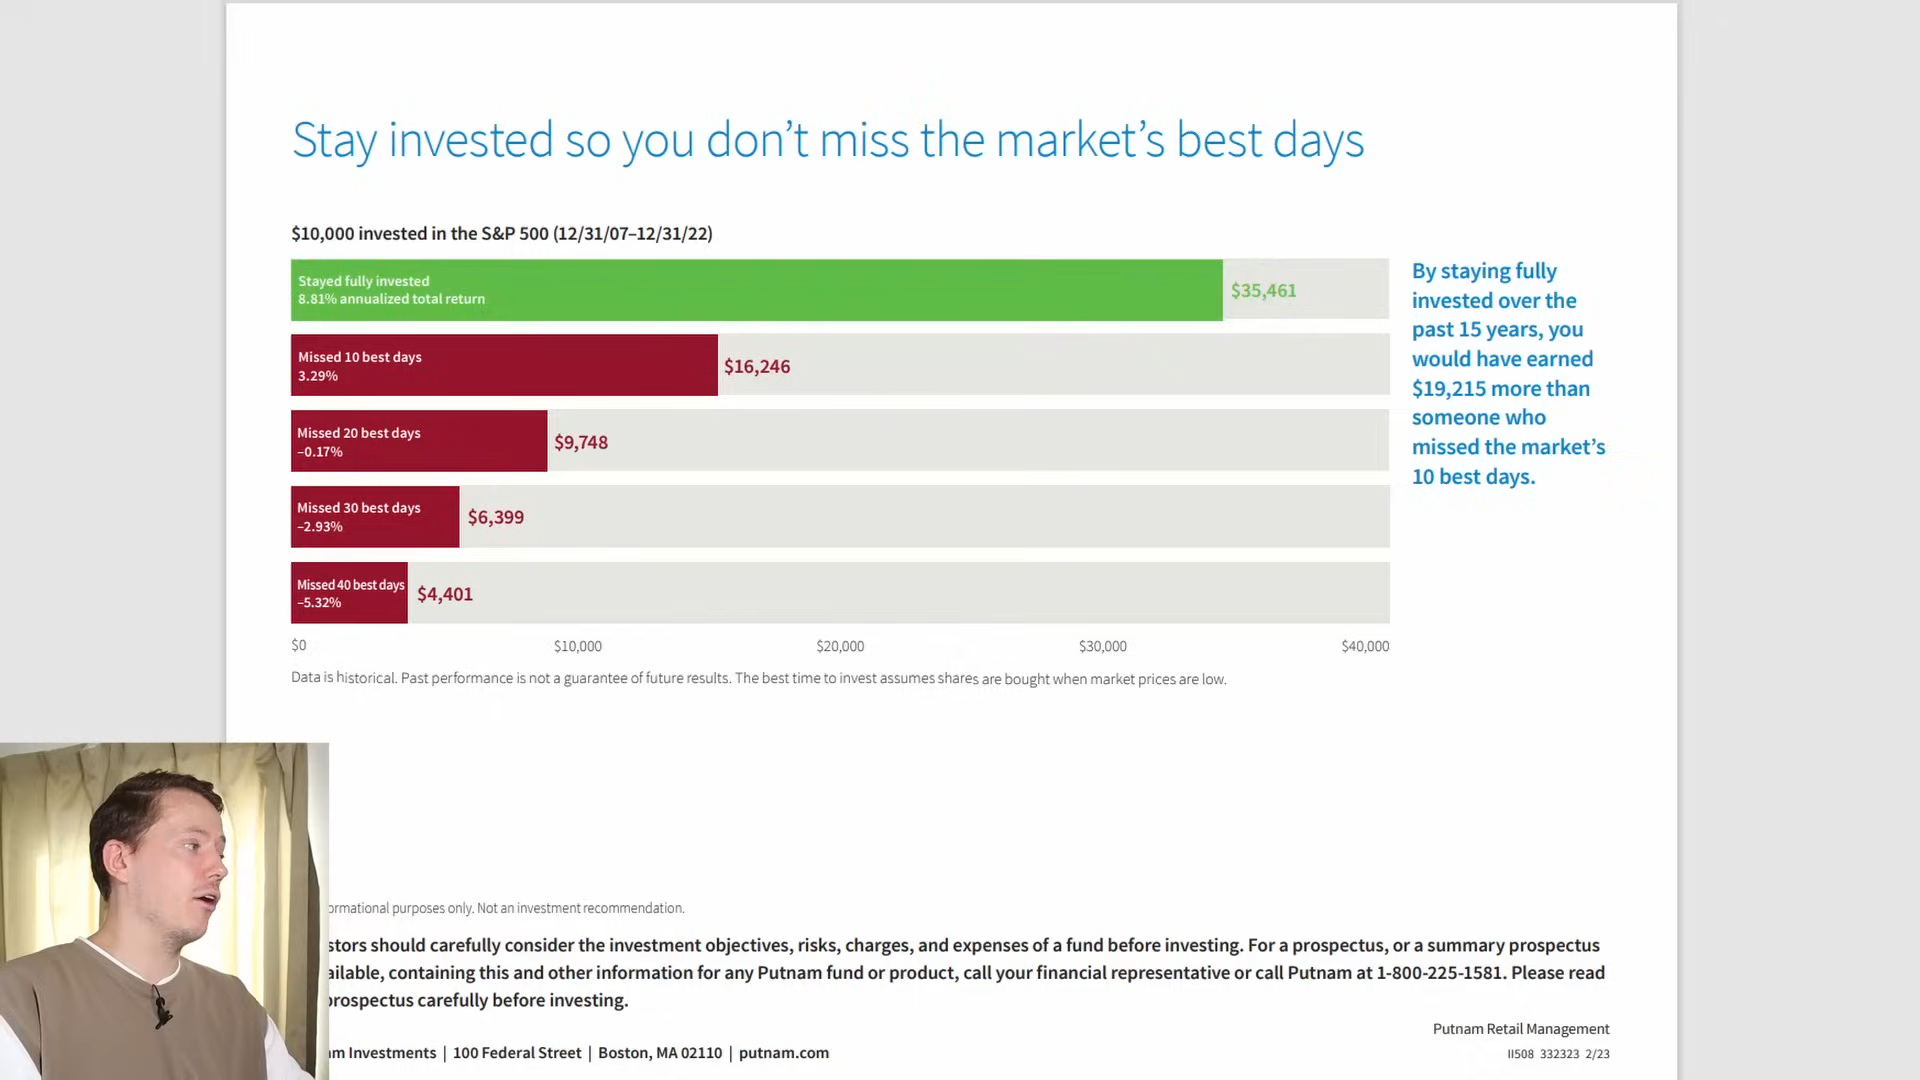 Stay invested so you don’t miss the market’s best days
$10,000 invested in the S&P 500 (12/31/07–12/31/22)
Stayed fully invested
8.81% annualized total return
$35,461
Missed 10 best days
3.29%
$16,246
Missed 20 best days
–0.17%
$9,748
Missed 30 best days
–2.93%
$6,399
Missed 40 best days
–5.32%
$4,401
$0 $10,000 $20,000 $30,000 $40,000
Data is historical. Past performance is not a guarantee of future results. The best time to invest assumes shares are bought when market prices are low.
By staying fully
invested over the
past 15 years, you
would have earned
$19,215 more than
someone who
missed the market’s
10 best days.
purposes only. Not an investment recommendation.
should carefully consider the investment objectives, risks, charges, and expenses of a fund before investing. For a prospectus, or a summary prospectus
containing this and other information for any Putnam fund or product, call your financial representative or call Putnam at 1-800-225-1581. Please read
prospectus carefully before investing.
Putnam Retail Management
Investments | 100 Federal Street | Boston, MA 02110 | putnam.com
II508 332323 2/23